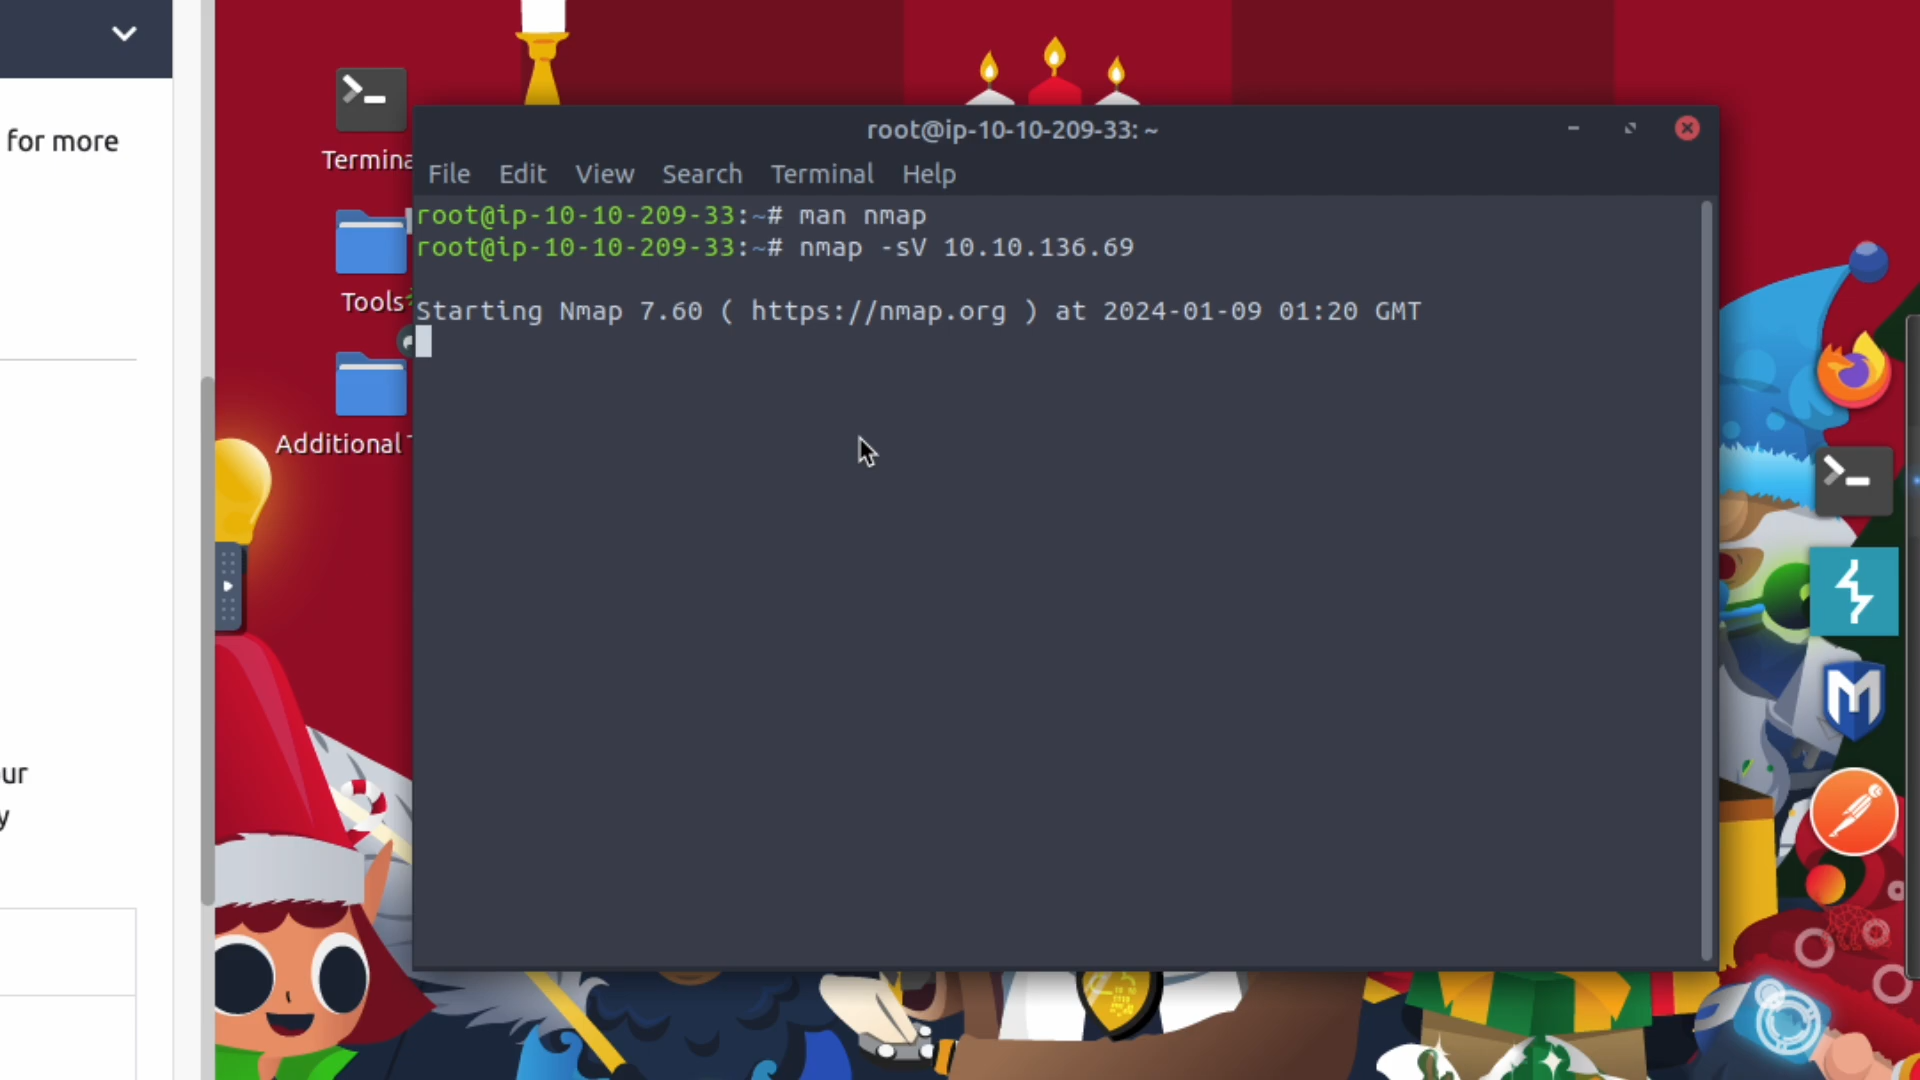 for more
ur
y
Termina
Tools
Additional
root@ip-10-10-209-33: ~
File Edit View Search Terminal Help
root@ip-10-10-209-33:~# man nmap
root@ip-10-10-209-33:~# nmap -sV 10.10.136.69
Starting Nmap 7.60 ( https://nmap.org ) at 2024-01-09 01:20 GMT